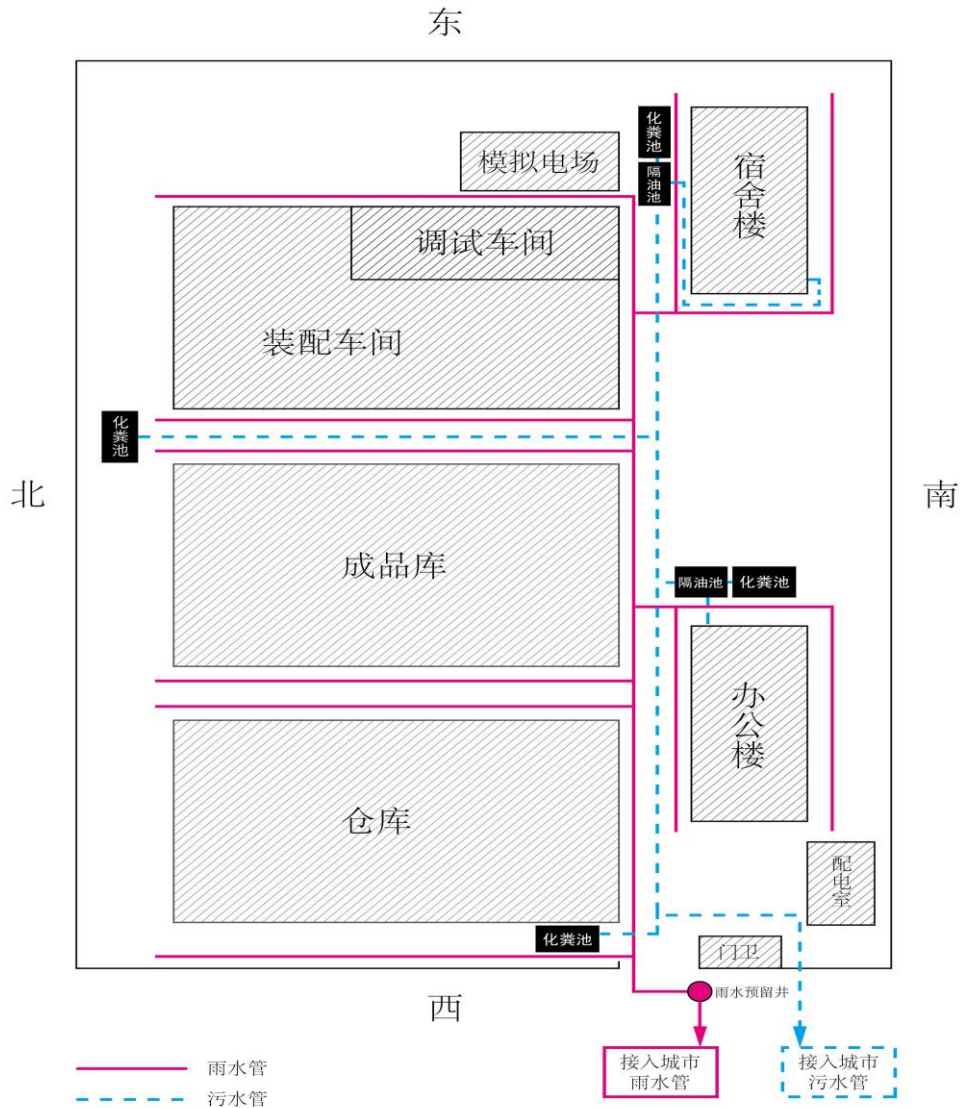 东
化粪池
隔油池
模拟电场
宿舍楼
调试车间
装配车间
化粪池
北
南
成品库
隔油池
化粪池
办公楼
仓库
配电室
化粪池
门卫
西
雨水预留井
接入城市
雨水管
接入城市
污水管
雨水管
污水管